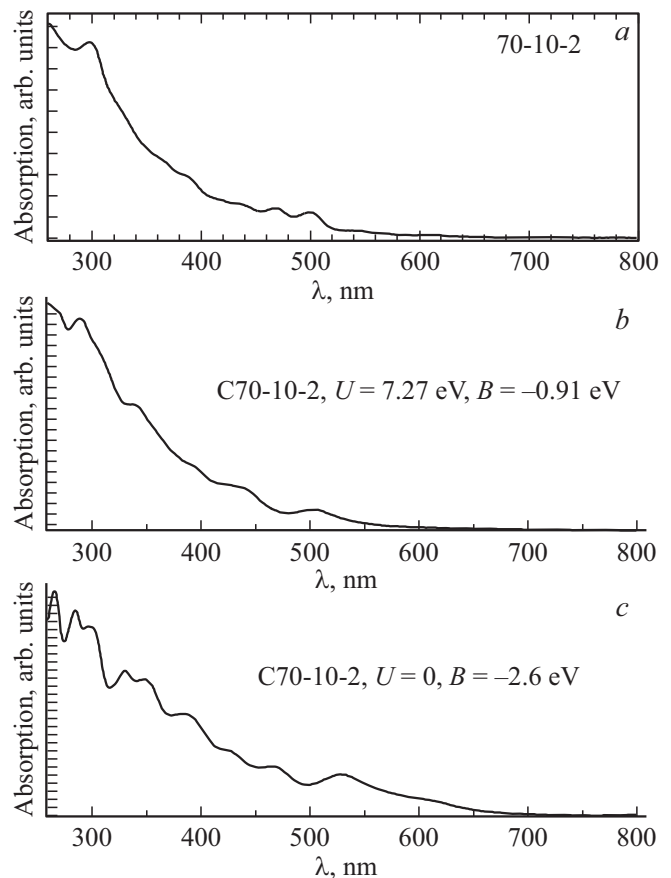 a
70-10-2
Absorption, arb. units
300 400 500 600 700 800
λ, nm
b
C70-10-2, U = 7.27 eV, B = –0.91 eV
Absorption, arb. units
300 400 500 600 700 800
λ, nm
c
C70-10-2, U = 0, B = –2.6 eV
Absorption, arb. units
300 400 500 600 700 800
λ, nm